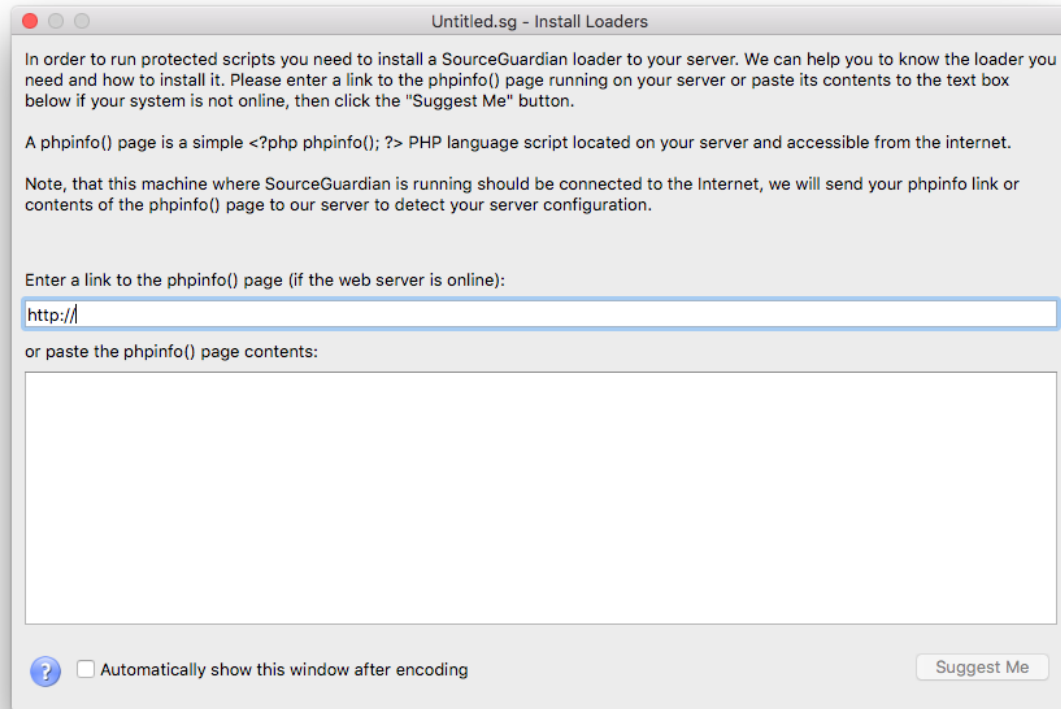 Untitled.sg - Install Loaders
In order to run protected scripts you need to install a SourceGuardian loader to your server. We can help you to know the loader you
need and how to install it. Please enter a link to the phpinfo() page running on your server or paste its contents to the text box
below if your system is not online, then click the "Suggest Me" button.
A phpinfo() page is a simple <?php phpinfo(); ?> PHP language script located on your server and accessible from the internet.
Note, that this machine where SourceGuardian is running should be connected to the Internet, we will send your phpinfo link or
contents of the phpinfo() page to our server to detect your server configuration.
Enter a link to the phpinfo() page (if the web server is online):
http://
or paste the phpinfo() page contents:
? Automatically show this window after encoding Suggest Me